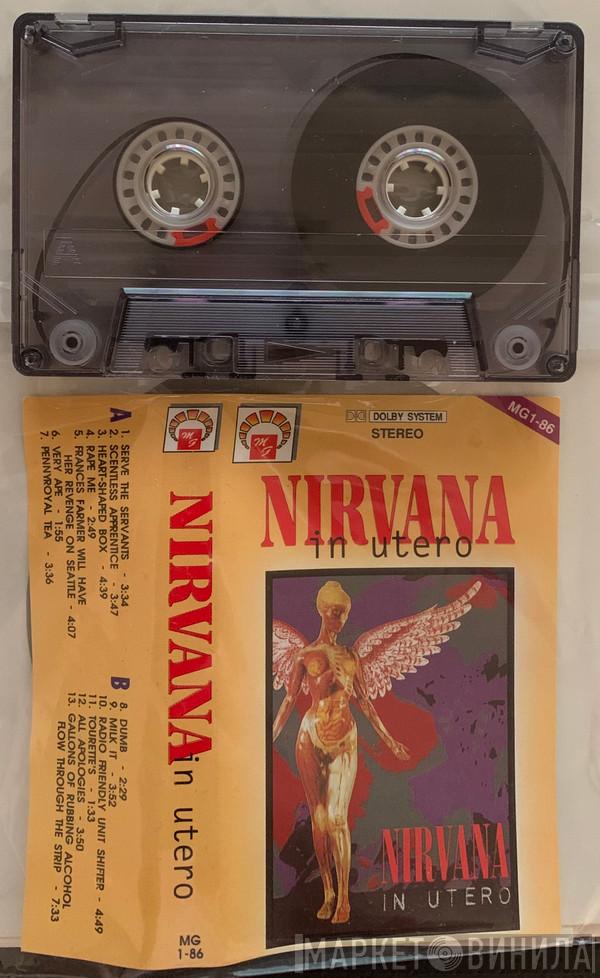 DOLBY SYSTEM
STEREO
MG1-86
NIRVANA
in utero
NIRVANA
IN UTERO
NIRVANA
in utero
MG
1-86
A
1. SERVE THE SERVANTS - 3:34
2. SCENTLESS APPRENTICE - 3:47
3. HEART-SHAPED BOX - 4:39
4. RAPE ME - 2:49
5. FRANCES FARMER WILL HAVE
HER REVENGE ON SEATTLE - 4:07
6. VERY APE - 1:55
7. PENNYROYAL TEA - 3:36
B
8. DUMB - 2:29
9. MILK IT - 3:52
10. RADIO FRIENDLY UNIT SHIFTER - 4:49
11. TOURETTE'S - 1:33
12. ALL APOLOGIES - 3:50
13. GALLONS OF RUBBING ALCOHOL
FLOW THROUGH THE STRIP - 7:33
МАРКЕТ ВИНИЛА